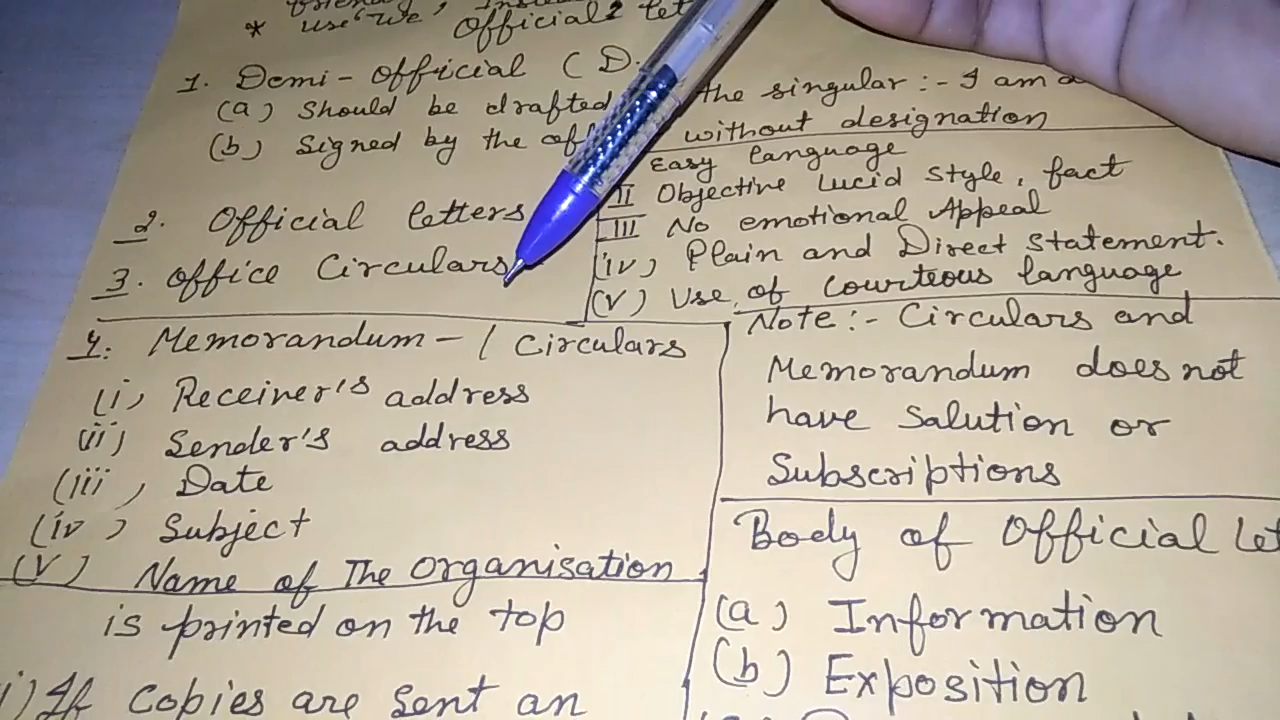 * use "We
Official let
1. Demi - Official ( D.
(a) Should be drafted the singular :- I am
(b) Signed by the off without designation
Easy language
II Objective Lucid Style, fact
III No emotional Appeal
(iv) Plain and Direct Statement.
(v) Use of Courteous language
2. Official letters
3. Office Circulars
4. Memorandum - / Circulars
(i) Receiver's address
(ii) Sender's address
(iii) Date
(iv) Subject
(v) Name of The Organisation
is printed on the top
i) If Copies are sent an
Note :- Circulars and
Memorandum does not
have Salution or
Subscriptions
Body of Official Let
(a) Information
(b) Exposition